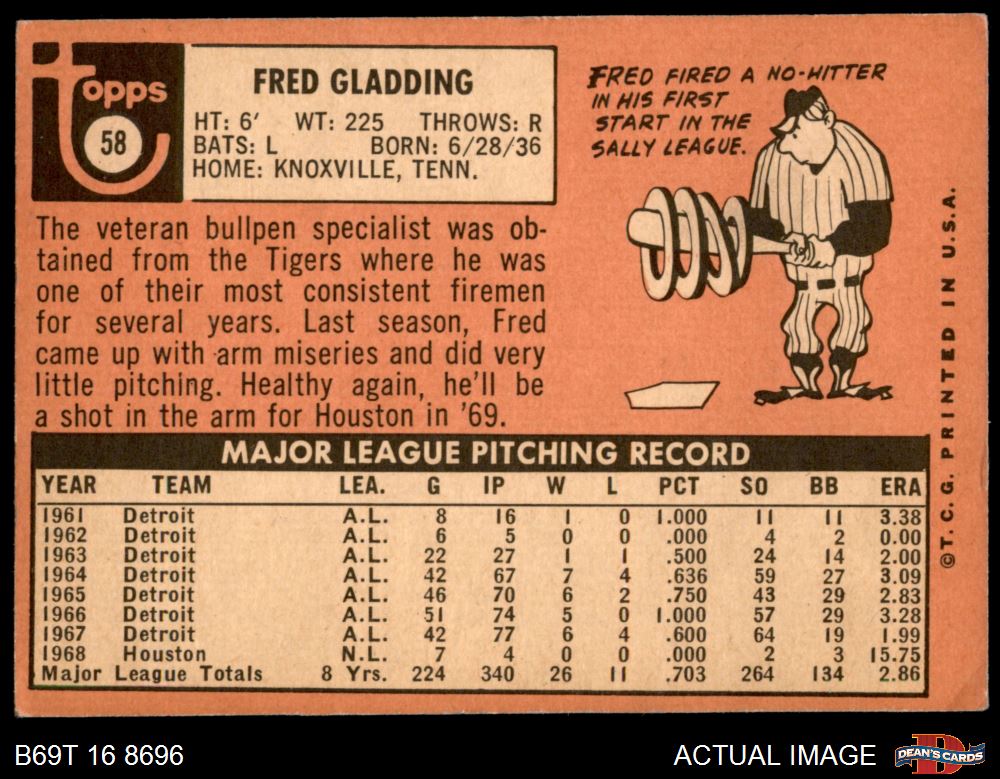 Topps
58
FRED GLADDING
HT: 6' WT: 225 THROWS: R
BATS: L BORN: 6/28/36
HOME: KNOXVILLE, TENN.
FRED FIRED A NO-HITTER
IN HIS FIRST
START IN THE
SALLY LEAGUE.
The veteran bullpen specialist was ob-
tained from the Tigers where he was
one of their most consistent firemen
for several years. Last season, Fred
came up with arm miseries and did very
little pitching. Healthy again, he'll be
a shot in the arm for Houston in '69.
MAJOR LEAGUE PITCHING RECORD
YEAR TEAM LEA. G IP W L PCT SO BB ERA
1961 Detroit A.L. 8 16 1 0 1.000 11 11 3.38
1962 Detroit A.L. 6 5 0 0 .000 4 2 0.00
1963 Detroit A.L. 22 27 1 1 .500 24 14 2.00
1964 Detroit A.L. 42 67 7 4 .636 59 27 3.09
1965 Detroit A.L. 46 70 6 2 .750 43 29 2.83
1966 Detroit A.L. 51 74 5 0 1.000 57 29 3.28
1967 Detroit A.L. 42 77 6 4 .600 64 19 1.99
1968 Houston N.L. 7 4 0 0 .000 2 3 15.75
Major League Totals 8 Yrs. 224 340 26 11 .703 264 134 2.86
©T. C. G. PRINTED IN U.S.A.
B69T 16 8696
ACTUAL IMAGE
D
DEAN'S CARDS